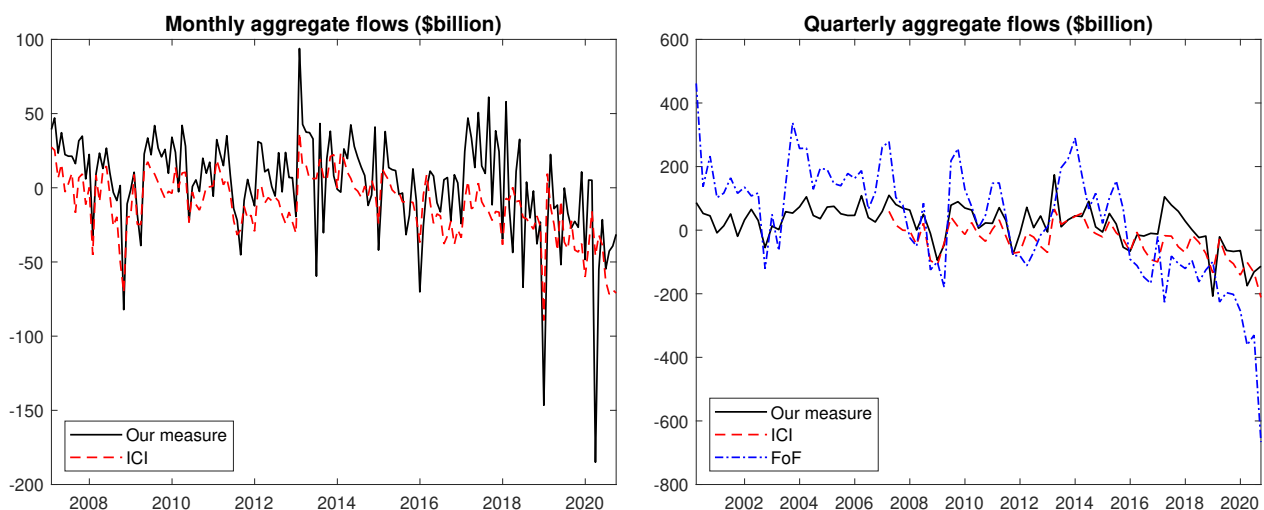 Monthly aggregate flows ($billion)
100
50
0
-50
-100
-150
-200
2008 2010 2012 2014 2016 2018 2020
Our measure
ICI
Quarterly aggregate flows ($billion)
600
400
200
0
-200
-400
-600
-800
2002 2004 2006 2008 2010 2012 2014 2016 2018 2020
Our measure
ICI
FoF